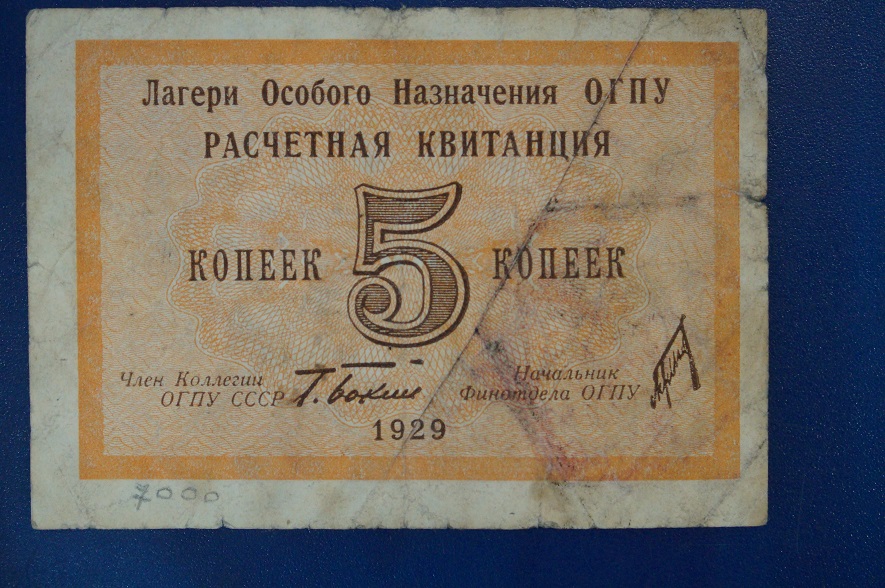 Лагери Особого Назначения ОГПУ
РАСЧЕТНАЯ КВИТАНЦИЯ
КОПЕЕК 5 КОПЕЕК
Член Коллегии
ОГПУ СССР
Г. Бокий
Начальник
Финотдела ОГПУ
1929
7000